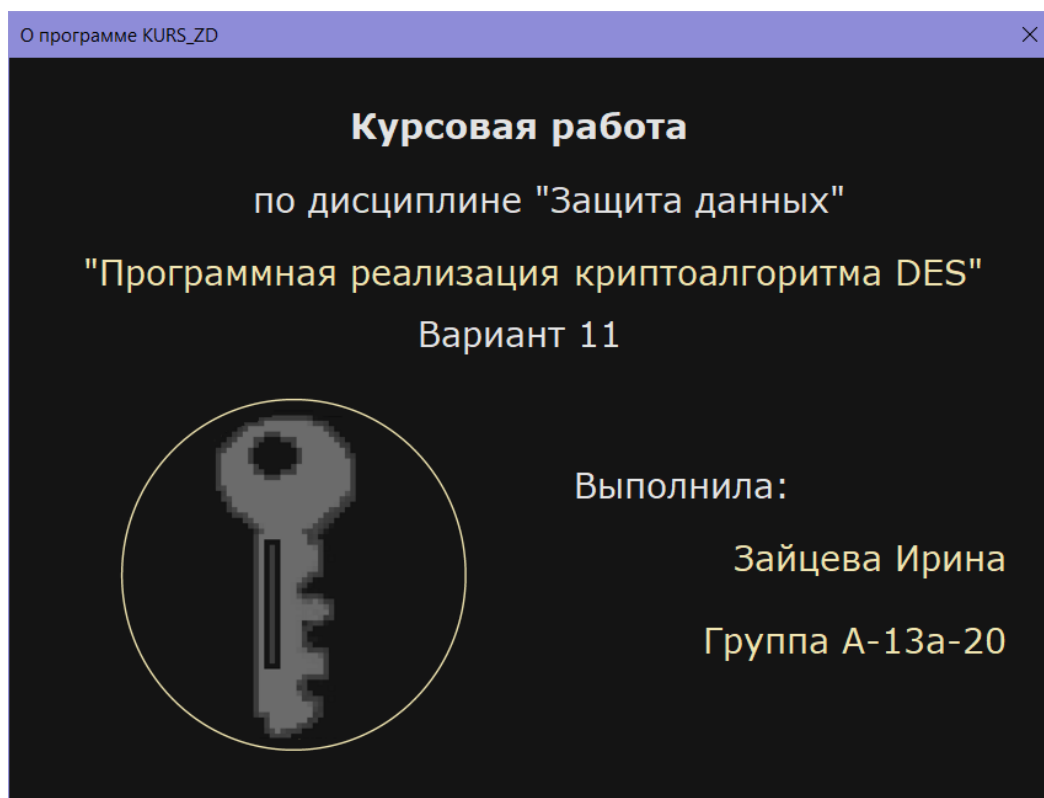 О программе KURS_ZD
Курсовая работа
по дисциплине "Защита данных"
"Программная реализация криптоалгоритма DES"
Вариант 11
Выполнила:
Зайцева Ирина
Группа А-13а-20